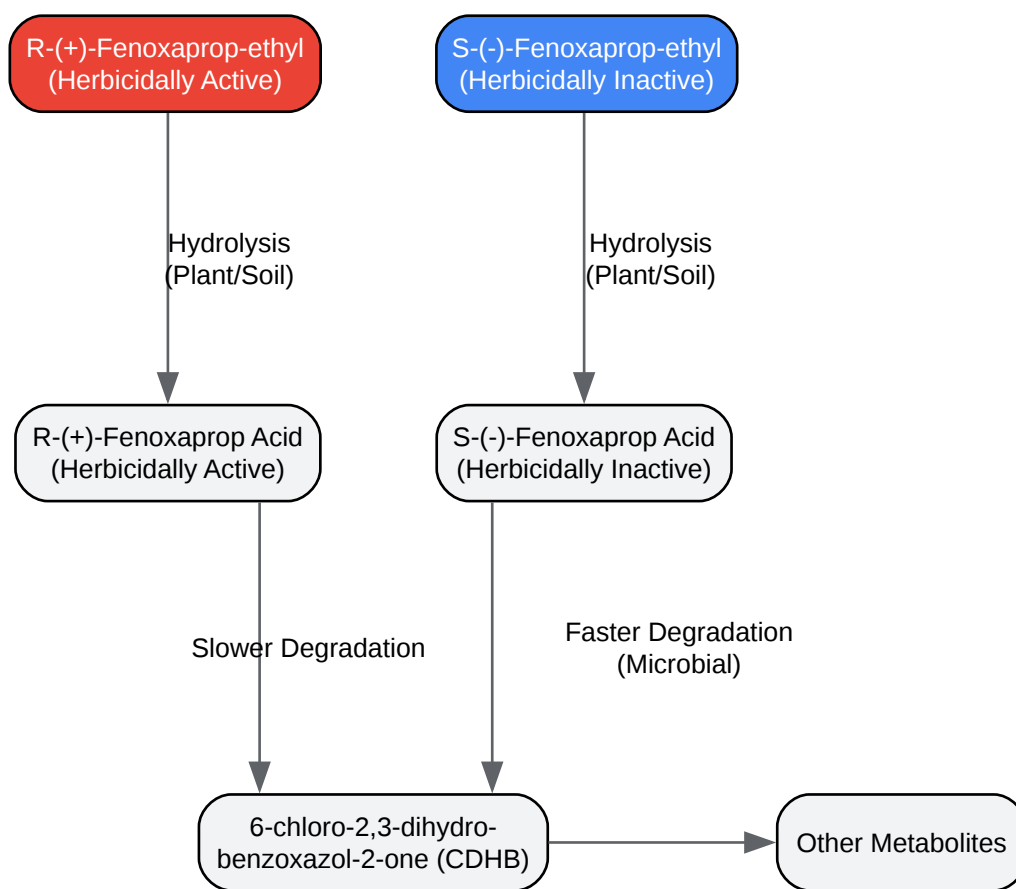 R-(+)-Fenoxaprop-ethyl
(Herbicidally Active)
S-(-)-Fenoxaprop-ethyl
(Herbicidally Inactive)
Hydrolysis
(Plant/Soil)
Hydrolysis
(Plant/Soil)
R-(+)-Fenoxaprop Acid
(Herbicidally Active)
S-(-)-Fenoxaprop Acid
(Herbicidally Inactive)
Slower Degradation
Faster Degradation
(Microbial)
6-chloro-2,3-dihydro-
benzoxazol-2-one (CDHB)
Other Metabolites